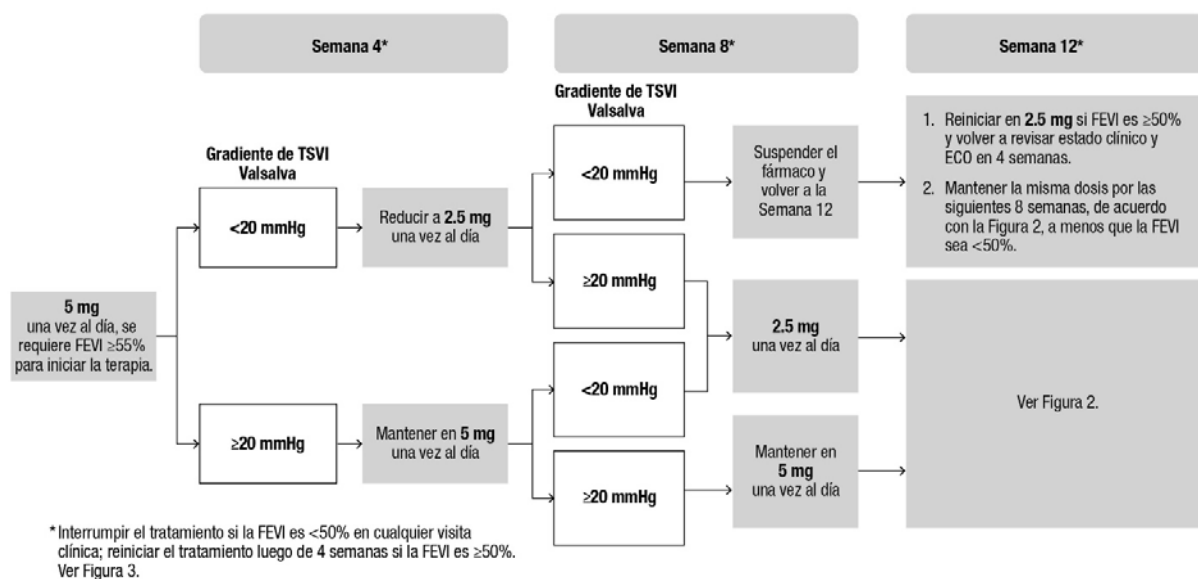 Semana 4*
Semana 8*
Semana 12*
Gradiente de TSVI
Valsalva
<20 mmHg
Reducir a 2.5 mg
una vez al día
Gradiente de TSVI
Valsalva
<20 mmHg
Suspender el
fármaco y
volver a la
Semana 12
1. Reiniciar en 2.5 mg si FEVI es ≥50%
y volver a revisar estado clínico y
ECO en 4 semanas.
2. Mantener la misma dosis por las
siguientes 8 semanas, de acuerdo
con la Figura 2, a menos que la FEVI
sea <50%.
≥20 mmHg
5 mg
una vez al día, se
requiere FEVI ≥55%
para iniciar la terapia.
2.5 mg
una vez al día
<20 mmHg
Ver Figura 2.
≥20 mmHg
Mantener en 5 mg
una vez al día
≥20 mmHg
Mantener en
5 mg
una vez al día
*Interrumpir el tratamiento si la FEVI es <50% en cualquier visita
clínica; reiniciar el tratamiento luego de 4 semanas si la FEVI es ≥50%.
Ver Figura 3.